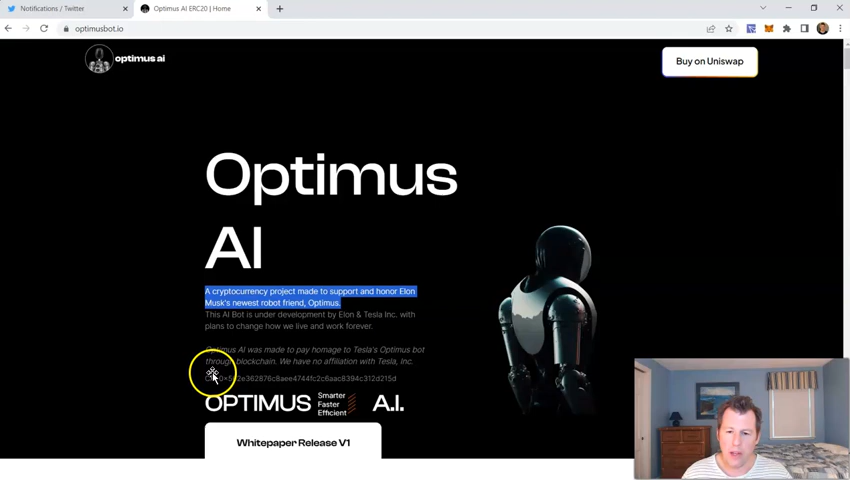 Notifications / Twitter
Optimus AI ERC20 | Home
optimusbot.io
optimus ai
Buy on Uniswap
Optimus
AI
A cryptocurrency project made to support and honor Elon
Musk's newest robot friend, Optimus.
This AI Bot is under development by Elon & Tesla Inc. with
plans to change how we live and work forever.
Optimus AI was made to pay homage to Tesla's Optimus bot
through blockchain. We have no affiliation with Tesla, Inc.
OPTIMUS
Smarter
Faster
Efficient
A.I.
Whitepaper Release V1